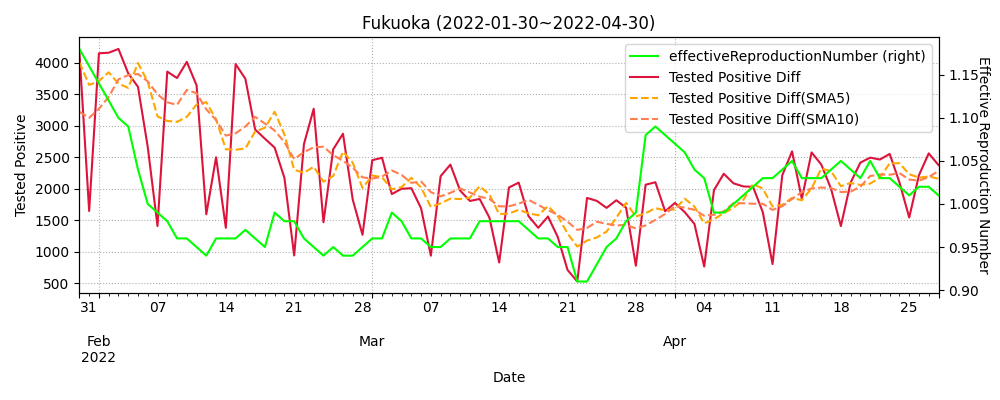 Fukuoka (2022-01-30~2022-04-30)
effectiveReproductionNumber (right)
Tested Positive Diff
Tested Positive Diff(SMA5)
Tested Positive Diff(SMA10)
Tested Positive
4000
3500
3000
2500
2000
1500
1000
500
Effective Reproduction Number
1.15
1.10
1.05
1.00
0.95
0.90
31 07 14 21 28 07 14 21 28 04 11 18 25
Feb Mar Apr
2022
Date